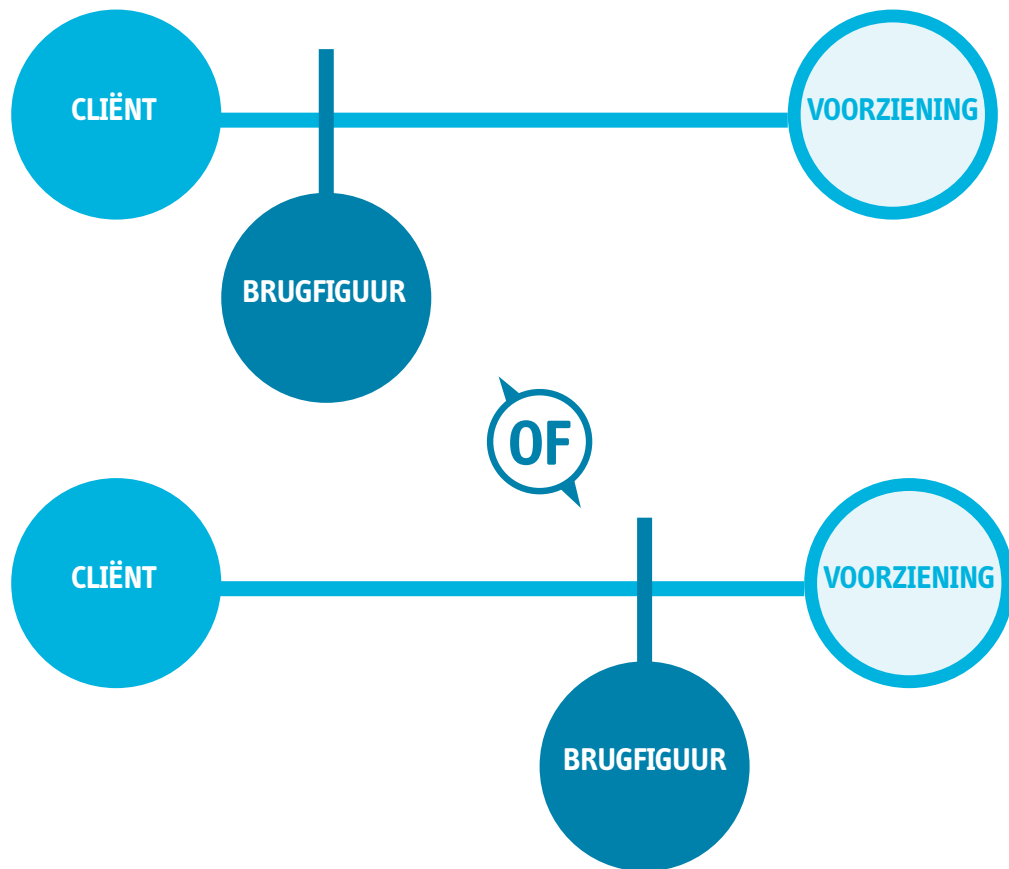 CLIËNT
VOORZIENING
BRUGFIGUUR
OF
CLIËNT
VOORZIENING
BRUGFIGUUR